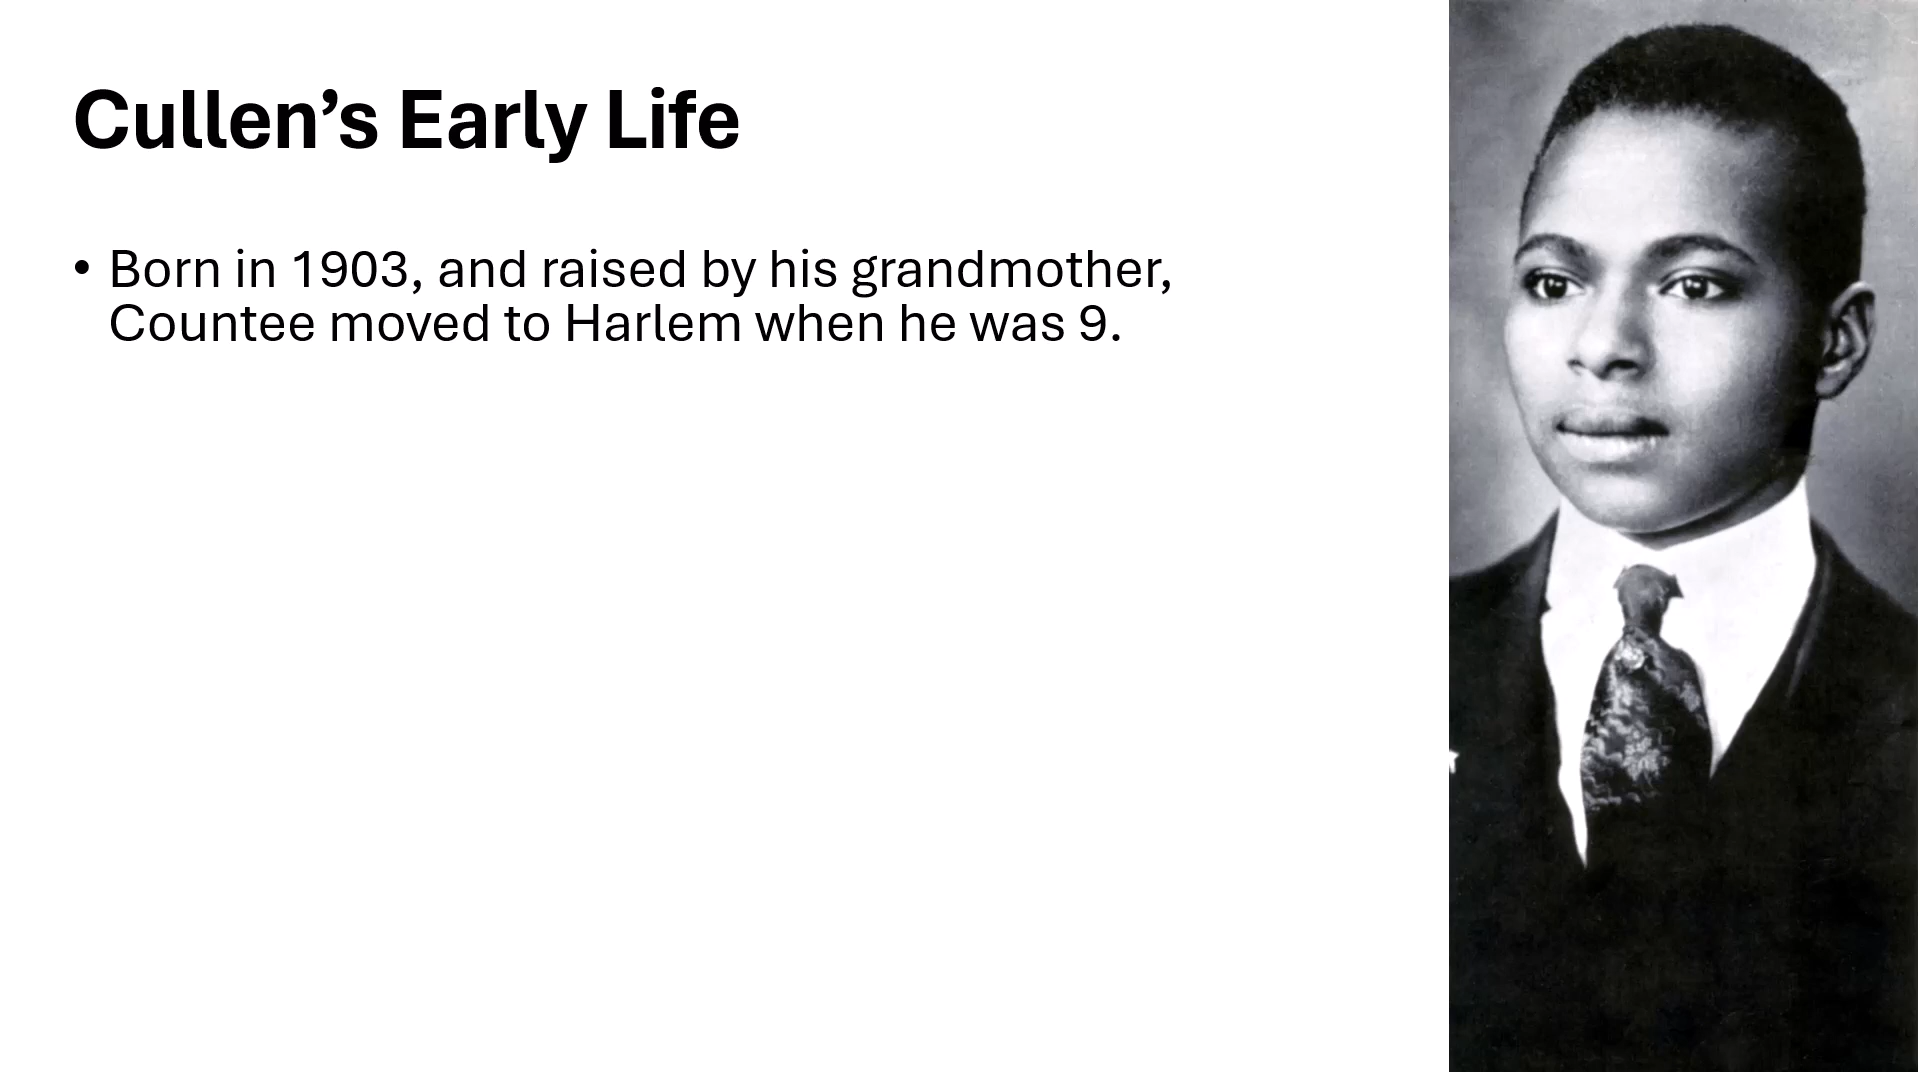 Cullen’s Early Life
• Born in 1903, and raised by his grandmother,
Countee moved to Harlem when he was 9.